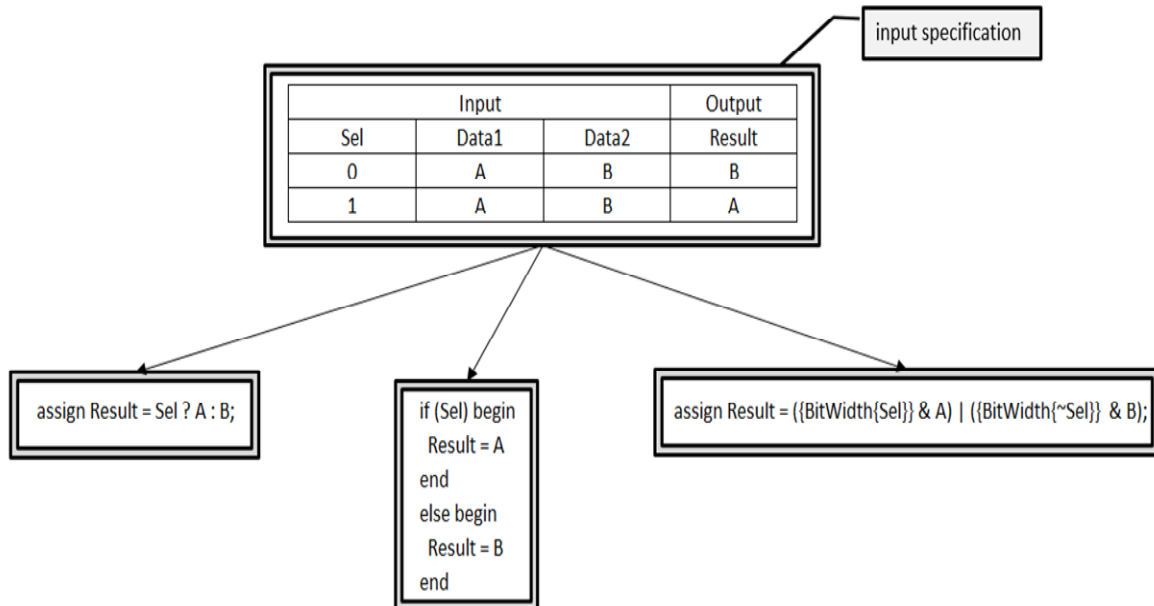 input specification
Input Output
Sel Data1 Data2 Result
0 A B B
1 A B A
assign Result = Sel ? A : B;
if (Sel) begin
Result = A
end
else begin
Result = B
end
assign Result = ({BitWidth{Sel}} & A) | ({BitWidth{~Sel}} & B);